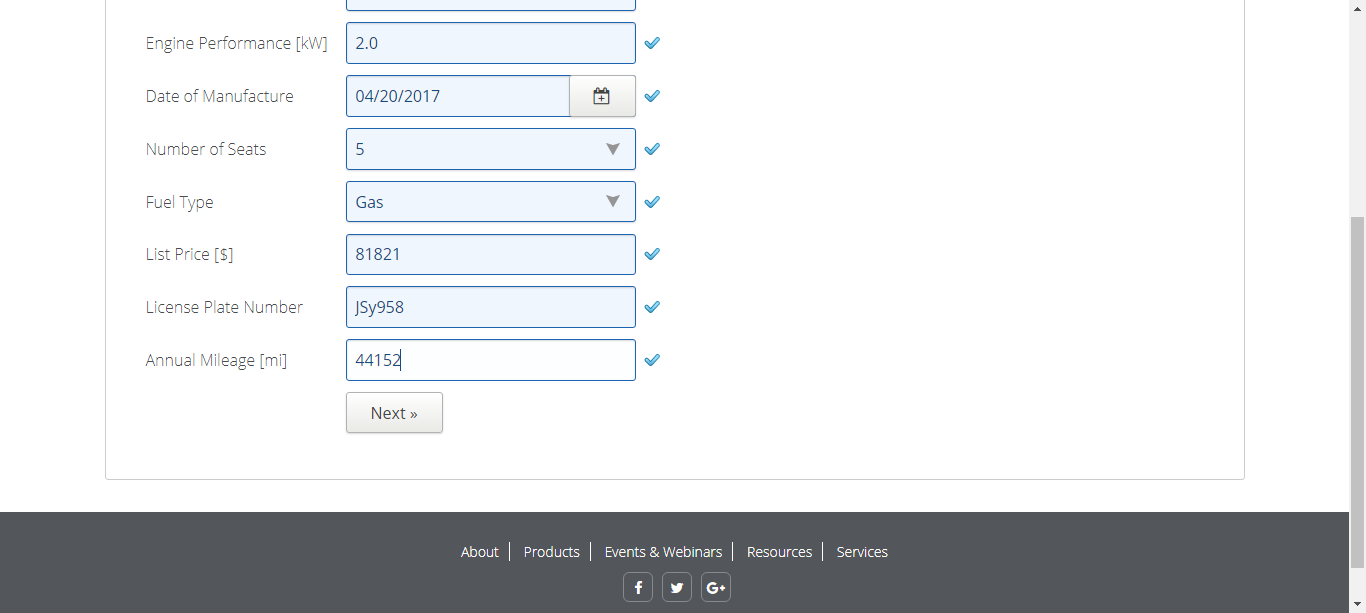 Engine Performance [kW] 2.0
Date of Manufacture 04/20/2017
Number of Seats 5
Fuel Type Gas
List Price [$] 81821
License Plate Number JSy958
Annual Mileage [mi] 44152
Next »
About Products Events & Webinars Resources Services
f G+